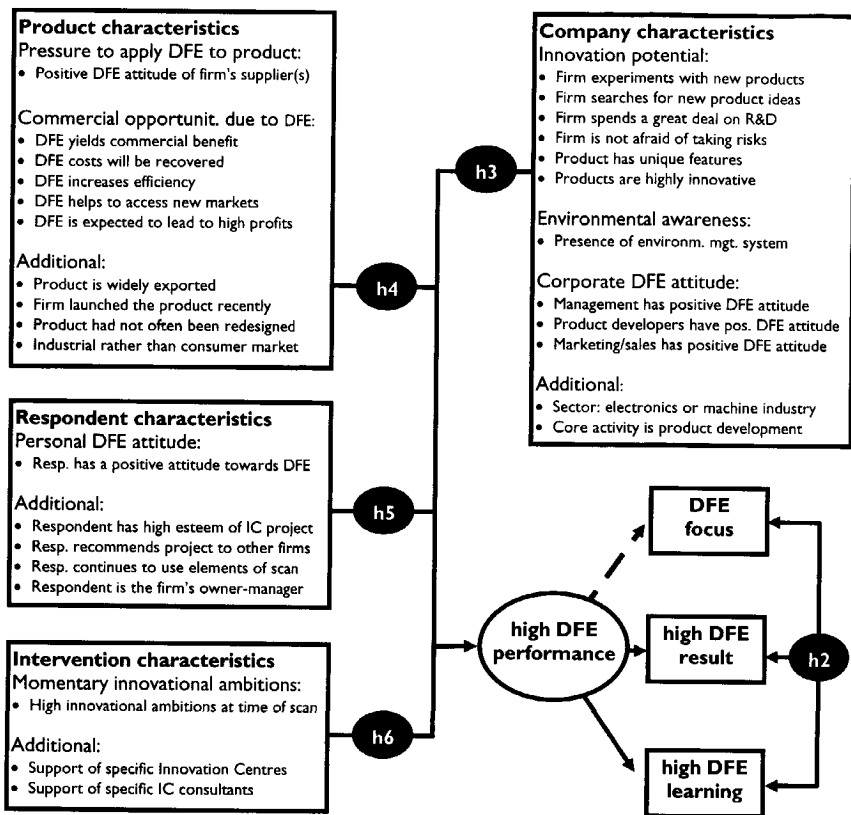 Product characteristics
Pressure to apply DFE to product:
• Positive DFE attitude of firm's supplier(s)
Commercial opportunit. due to DFE:
• DFE yields commercial benefit
• DFE costs will be recovered
• DFE increases efficiency
• DFE helps to access new markets
• DFE is expected to lead to high profits
Additional:
• Product is widely exported
• Firm launched the product recently
• Product had not often been redesigned
• Industrial rather than consumer market
h4
Respondent characteristics
Personal DFE attitude:
• Resp. has a positive attitude towards DFE
Additional:
• Respondent has high esteem of IC project
• Resp. recommends project to other firms
• Resp. continues to use elements of scan
• Respondent is the firm's owner-manager
h5
Intervention characteristics
Momentary innovational ambitions:
• High innovational ambitions at time of scan
Additional:
• Support of specific Innovation Centres
• Support of specific IC consultants
h6
Company characteristics
Innovation potential:
• Firm experiments with new products
• Firm searches for new product ideas
• Firm spends a great deal on R&D
• Firm is not afraid of taking risks
• Product has unique features
• Products are highly innovative
Environmental awareness:
• Presence of environm. mgt. system
Corporate DFE attitude:
• Management has positive DFE attitude
• Product developers have pos. DFE attitude
• Marketing/sales has positive DFE attitude
Additional:
• Sector: electronics or machine industry
• Core activity is product development
h3
high DFE
performance
DFE
focus
high DFE
result
high DFE
learning
h2